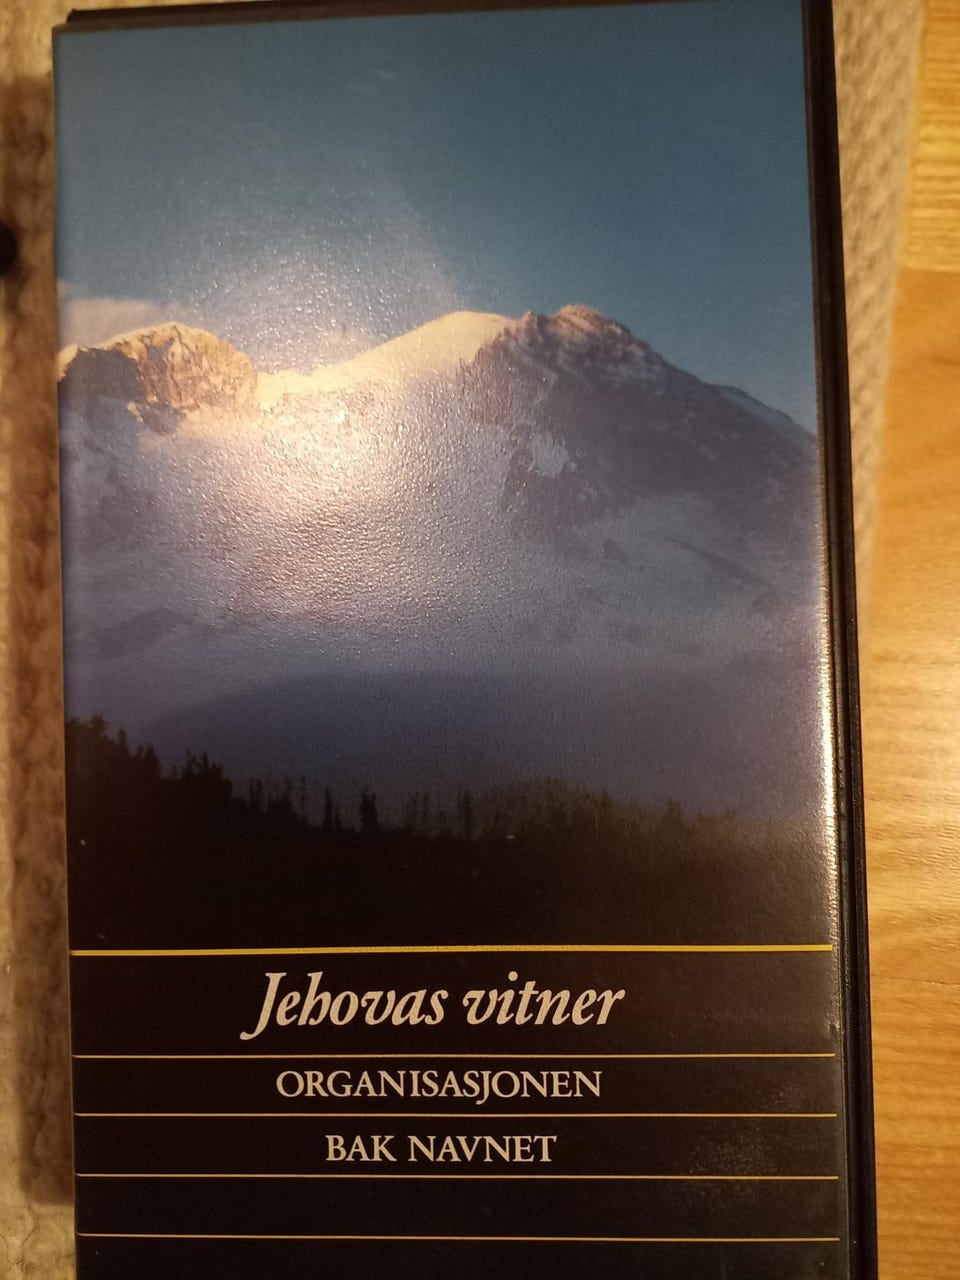 Jehovas vitner
ORGANISASJONEN
BAK NAVNET